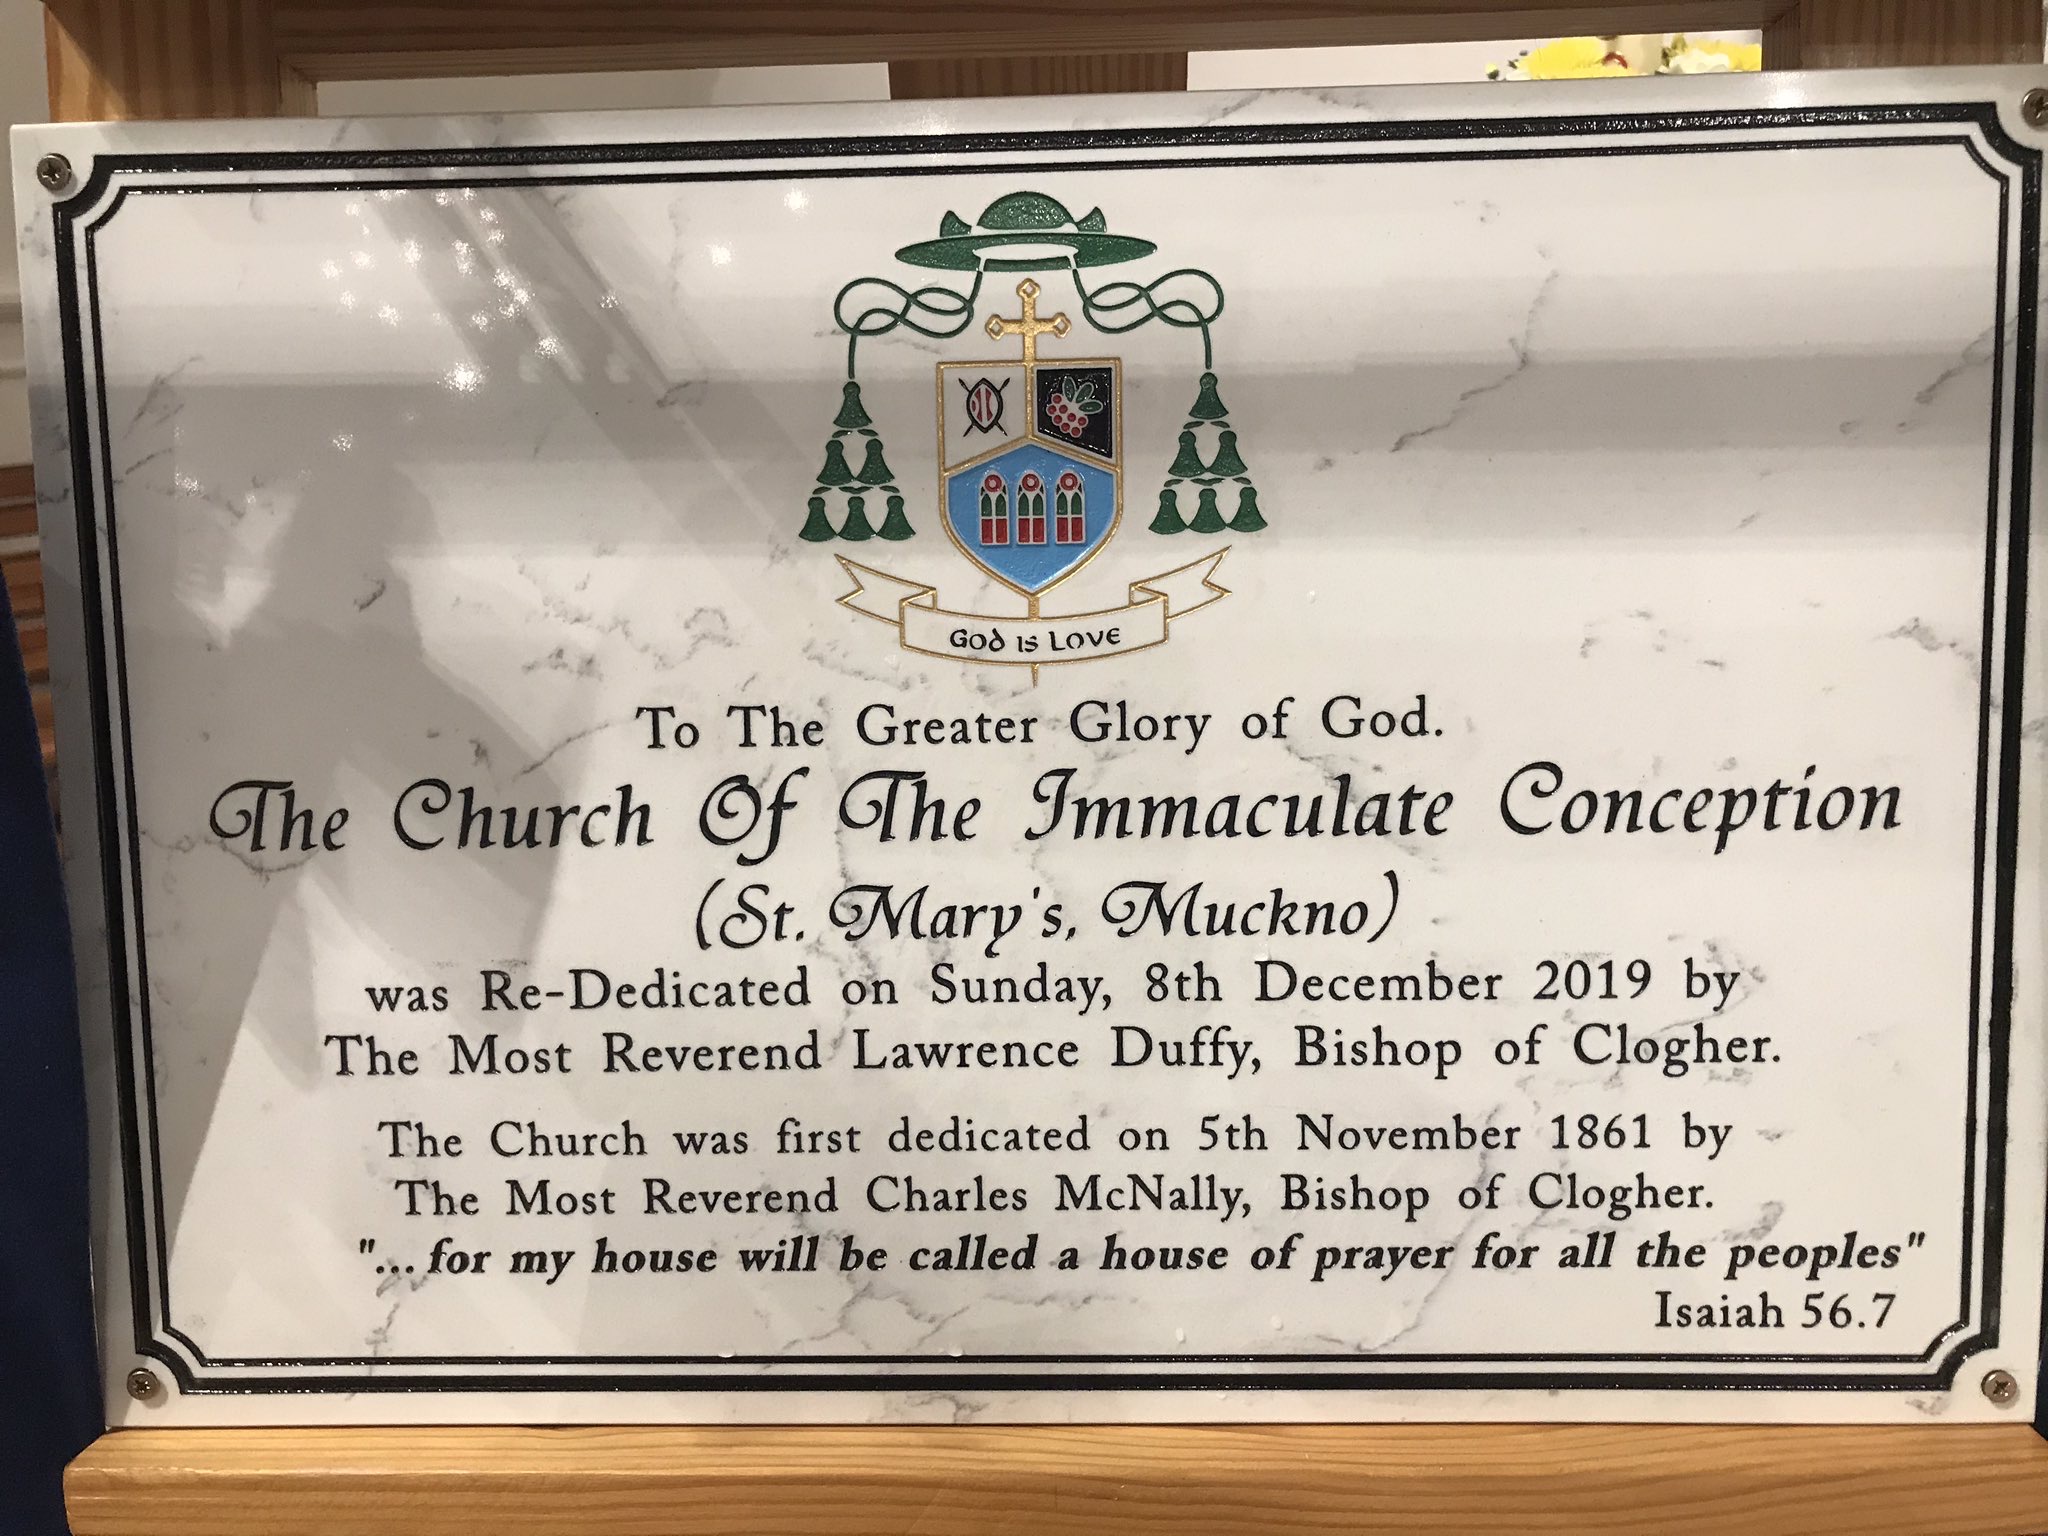 GOD IS LOVE
To The Greater Glory of God.
The Church Of The Immaculate Conception
(St. Mary's, Muckno)
was Re-Dedicated on Sunday, 8th December 2019 by
The Most Reverend Lawrence Duffy, Bishop of Clogher.
The Church was first dedicated on 5th November 1861 by
The Most Reverend Charles McNally, Bishop of Clogher.
"... for my house will be called a house of prayer for all the peoples"
Isaiah 56.7